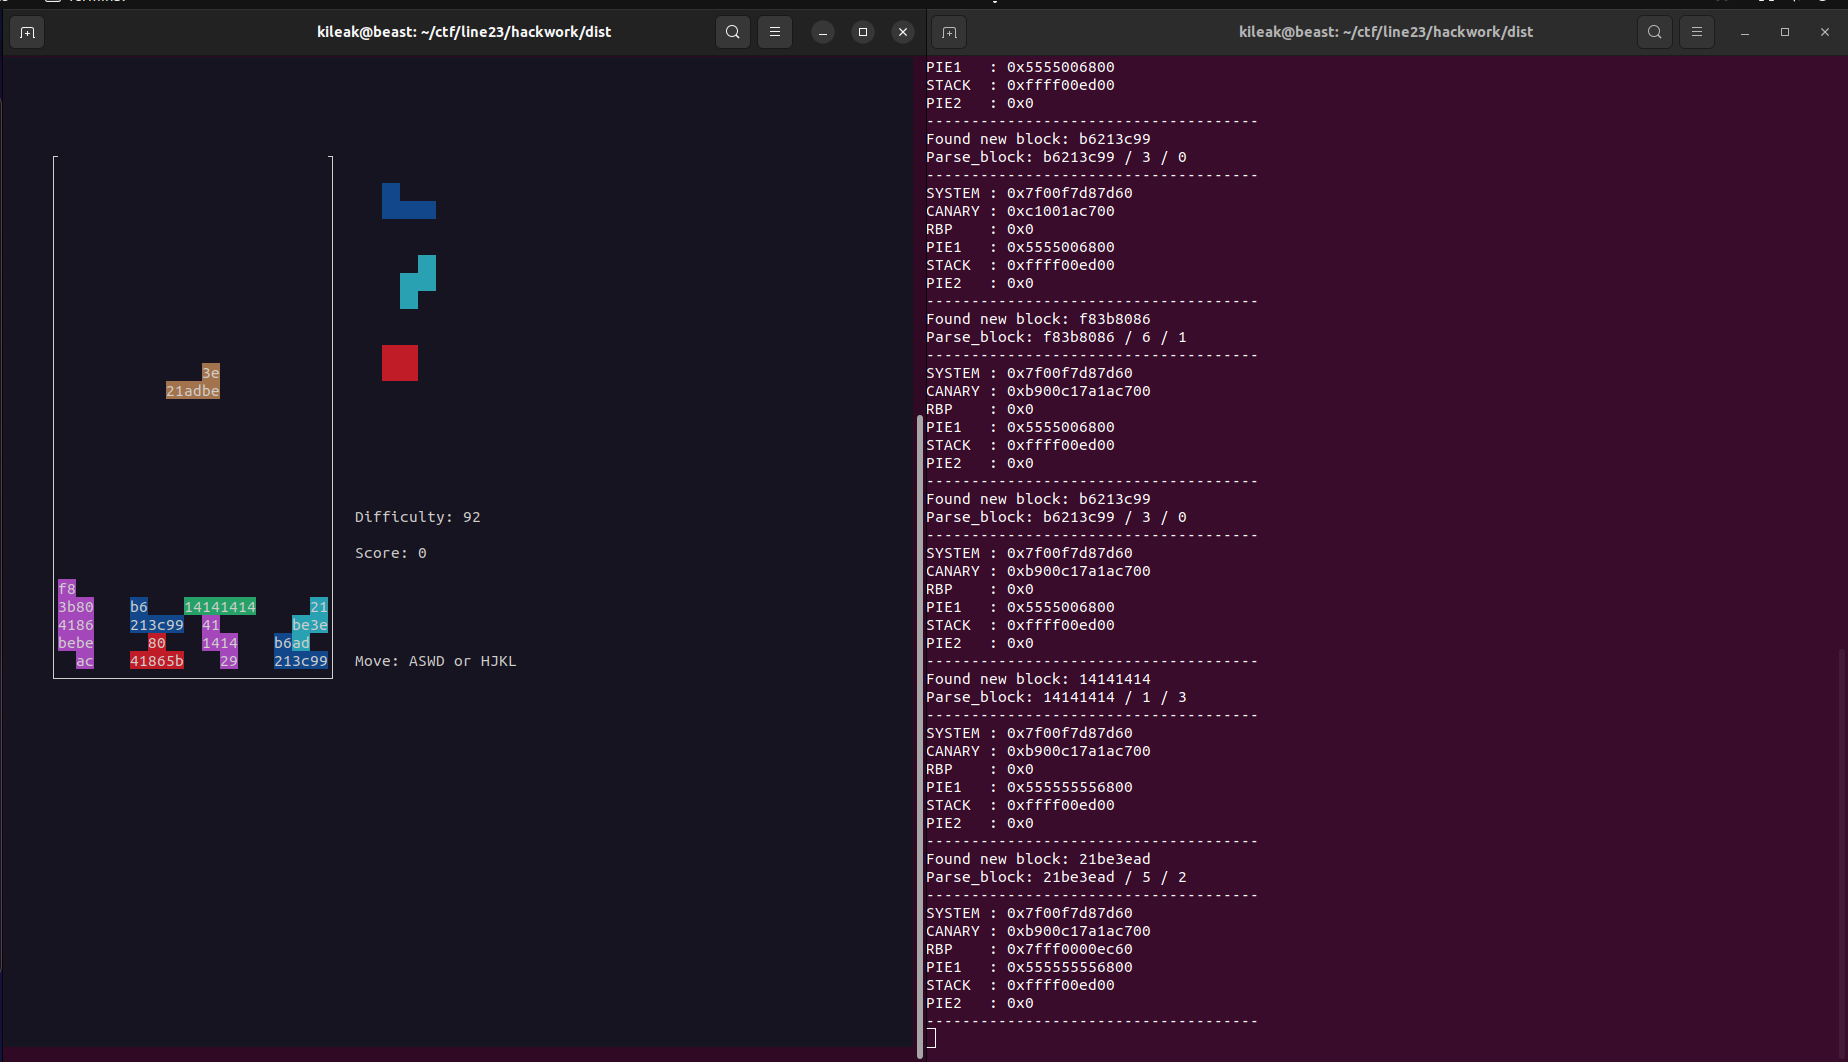 kileak@beast: ~/ctf/line23/hackwork/dist
3e
21adbe
Difficulty: 92
Score: 0
f8
3b80 b6 14141414 21
4186 213c99 41 be3e
bebe 80 1414 b6ad
ac 41865b 29 213c99
Move: ASWD or HJKL
kileak@beast: ~/ctf/line23/hackwork/dist
PIE1   : 0x5555006800
STACK  : 0xffff00ed00
PIE2   : 0x0
-------------------------------------
Found new block: b6213c99
Parse_block: b6213c99 / 3 / 0
-------------------------------------
SYSTEM : 0x7f00f7d87d60
CANARY : 0xc1001ac700
RBP    : 0x0
PIE1   : 0x5555006800
STACK  : 0xffff00ed00
PIE2   : 0x0
-------------------------------------
Found new block: f83b8086
Parse_block: f83b8086 / 6 / 1
-------------------------------------
SYSTEM : 0x7f00f7d87d60
CANARY : 0xb900c17a1ac700
RBP    : 0x0
PIE1   : 0x5555006800
STACK  : 0xffff00ed00
PIE2   : 0x0
-------------------------------------
Found new block: b6213c99
Parse_block: b6213c99 / 3 / 0
-------------------------------------
SYSTEM : 0x7f00f7d87d60
CANARY : 0xb900c17a1ac700
RBP    : 0x0
PIE1   : 0x5555006800
STACK  : 0xffff00ed00
PIE2   : 0x0
-------------------------------------
Found new block: 14141414
Parse_block: 14141414 / 1 / 3
-------------------------------------
SYSTEM : 0x7f00f7d87d60
CANARY : 0xb900c17a1ac700
RBP    : 0x0
PIE1   : 0x555555556800
STACK  : 0xffff00ed00
PIE2   : 0x0
-------------------------------------
Found new block: 21be3ead
Parse_block: 21be3ead / 5 / 2
-------------------------------------
SYSTEM : 0x7f00f7d87d60
CANARY : 0xb900c17a1ac700
RBP    : 0x7fff0000ec60
PIE1   : 0x555555556800
STACK  : 0xffff00ed00
PIE2   : 0x0
-------------------------------------